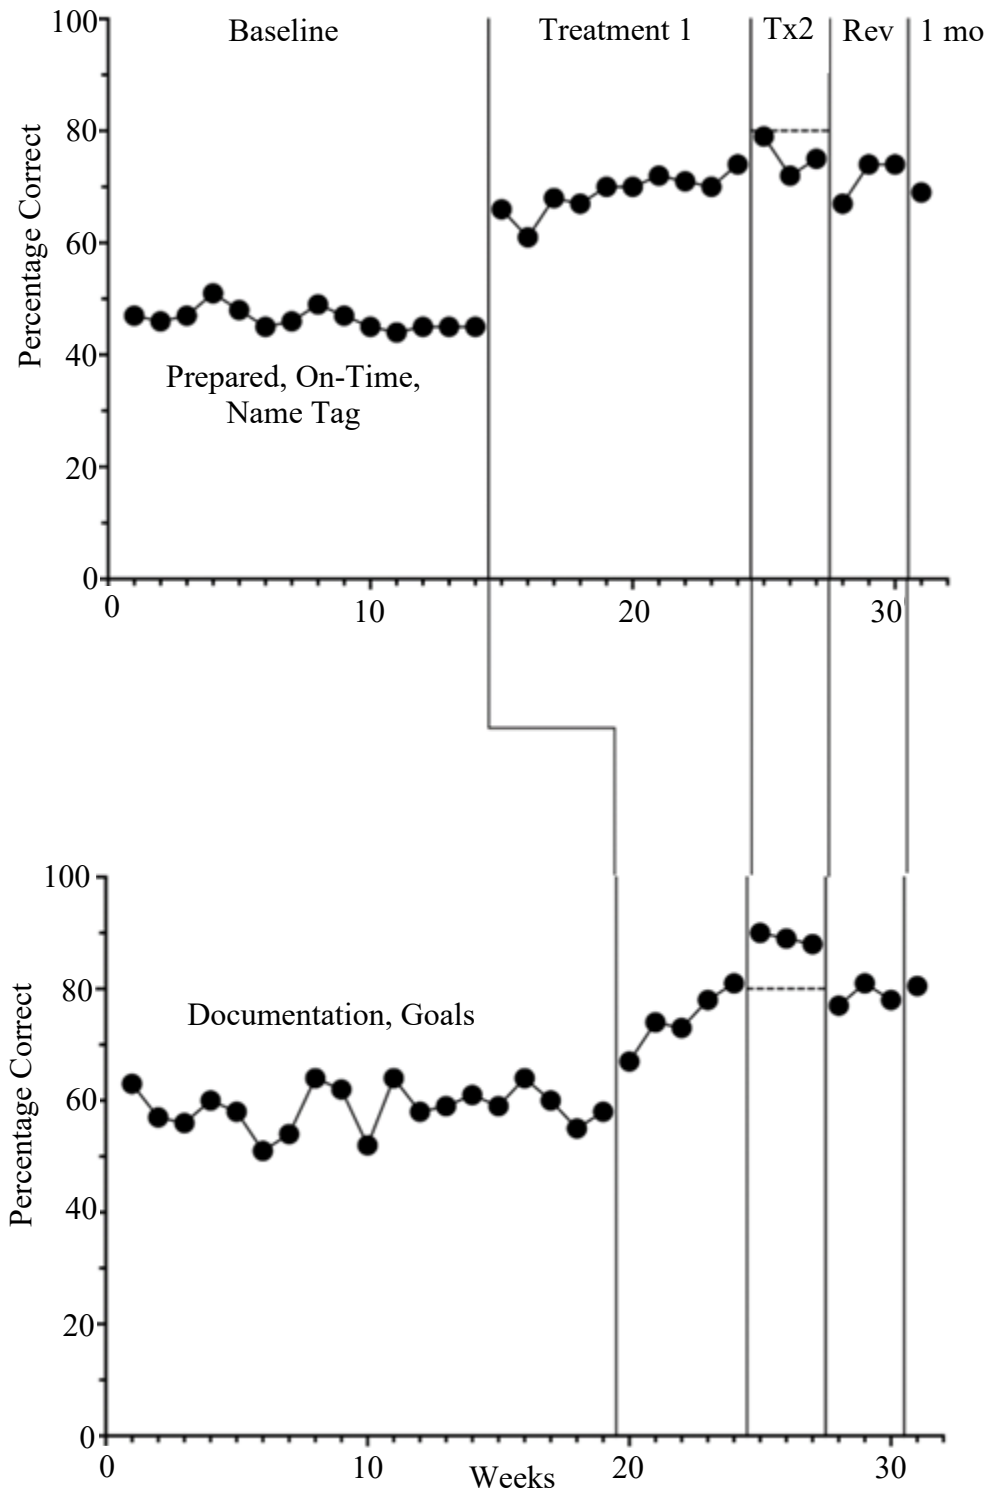 100
Baseline
Treatment 1
Tx2
Rev
1 mo
80
60
40
20
0
Percentage Correct
Prepared, On-Time,
Name Tag
0
10
20
30
100
80
60
40
20
0
Percentage Correct
Documentation, Goals
0
10
20
30
Weeks